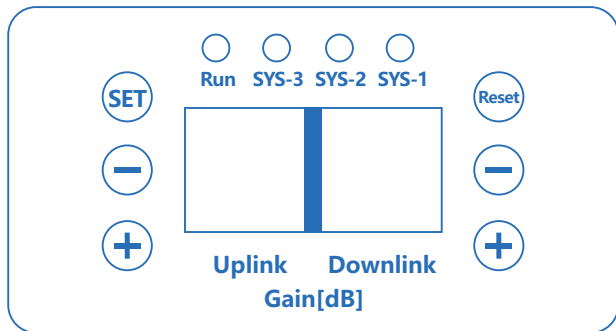 Run SYS-3 SYS-2 SYS-1
SET
Reset
Uplink Downlink
Gain[dB]